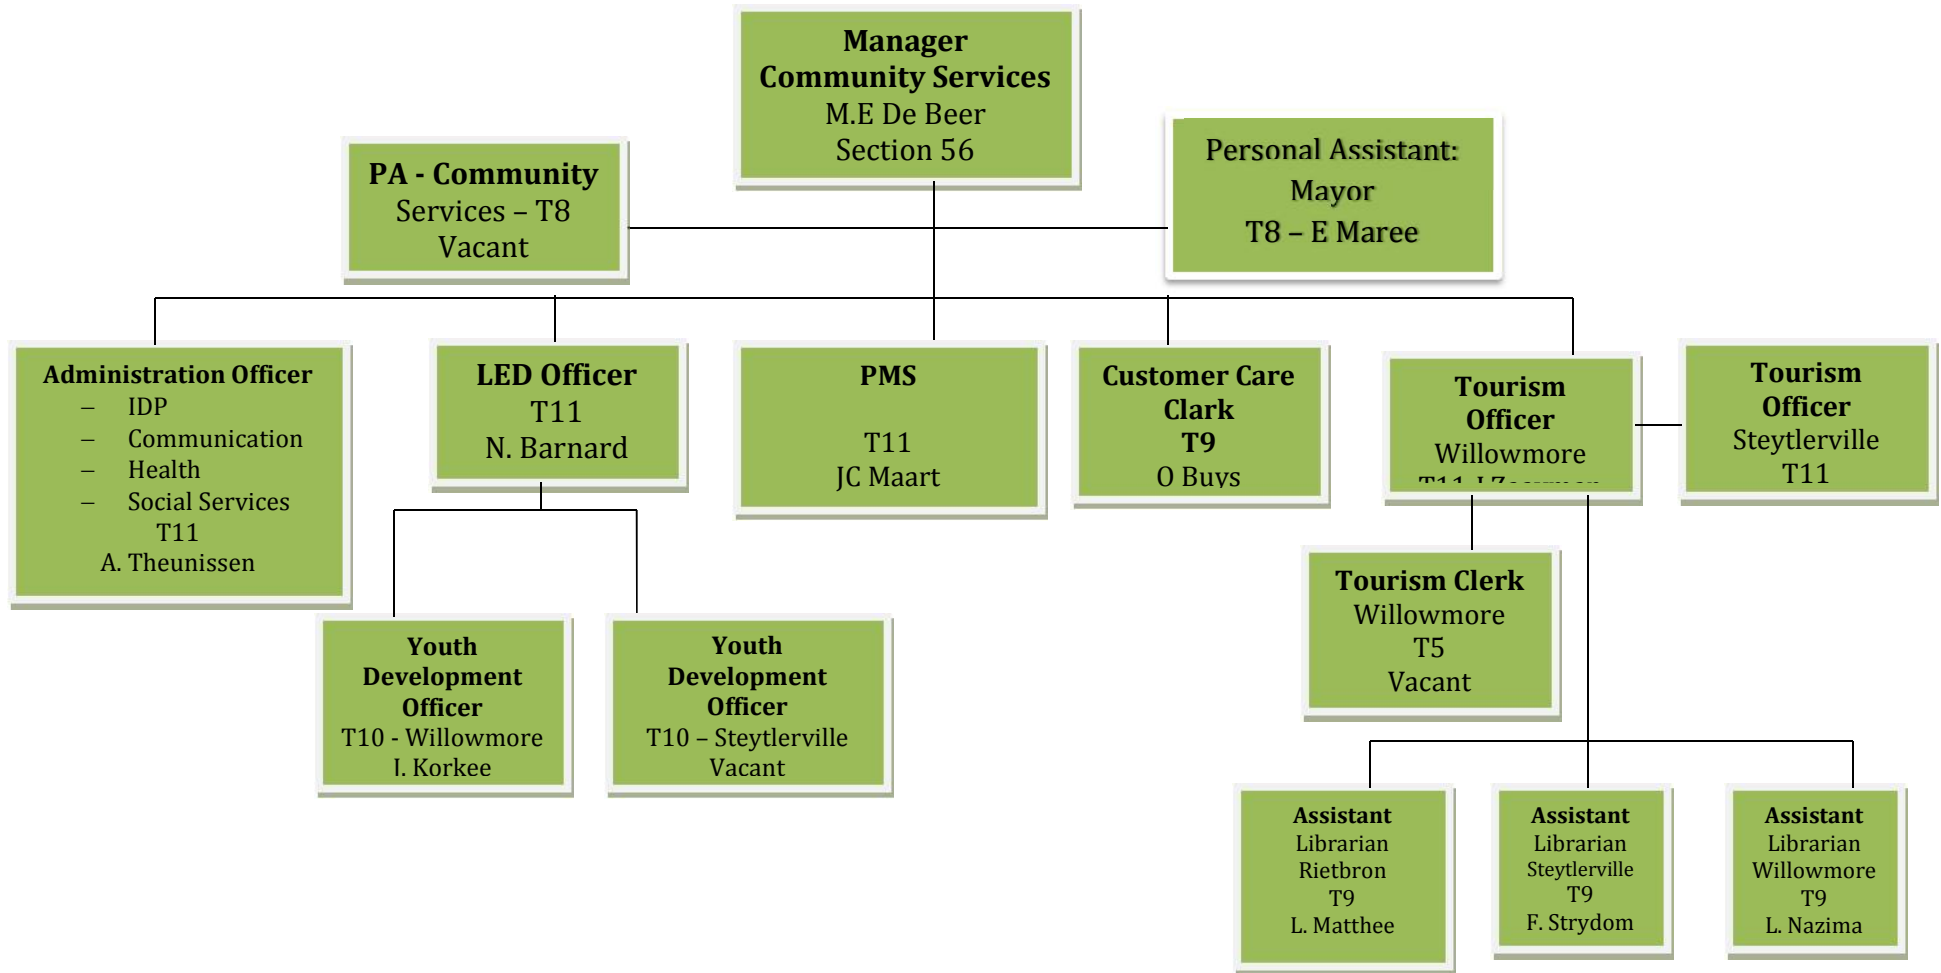 Manager
Community Services
M.E De Beer
Section 56
PA - Community
Services – T8
Vacant
Personal Assistant:
Mayor
T8 – E Maree
Administration Officer
– IDP
– Communication
– Health
– Social Services
T11
A. Theunissen
LED Officer
T11
N. Barnard
PMS
T11
JC Maart
Customer Care
Clark
T9
O Buys
Tourism
Officer
Willowmore
T11
Tourism
Officer
Steytlerville
T11
Youth
Development
Officer
T10 - Willowmore
Korkee
Youth
Development
Officer
T10 – Steytlerville
Vacant
Tourism Clerk
Willowmore
T5
Vacant
Assistant
Librarian
Rietbron
T9
L. Matthee
Assistant
Librarian
Steytlerville
T9
F. Strydom
Assistant
Librarian
Willowmore
T9
L. Nazima